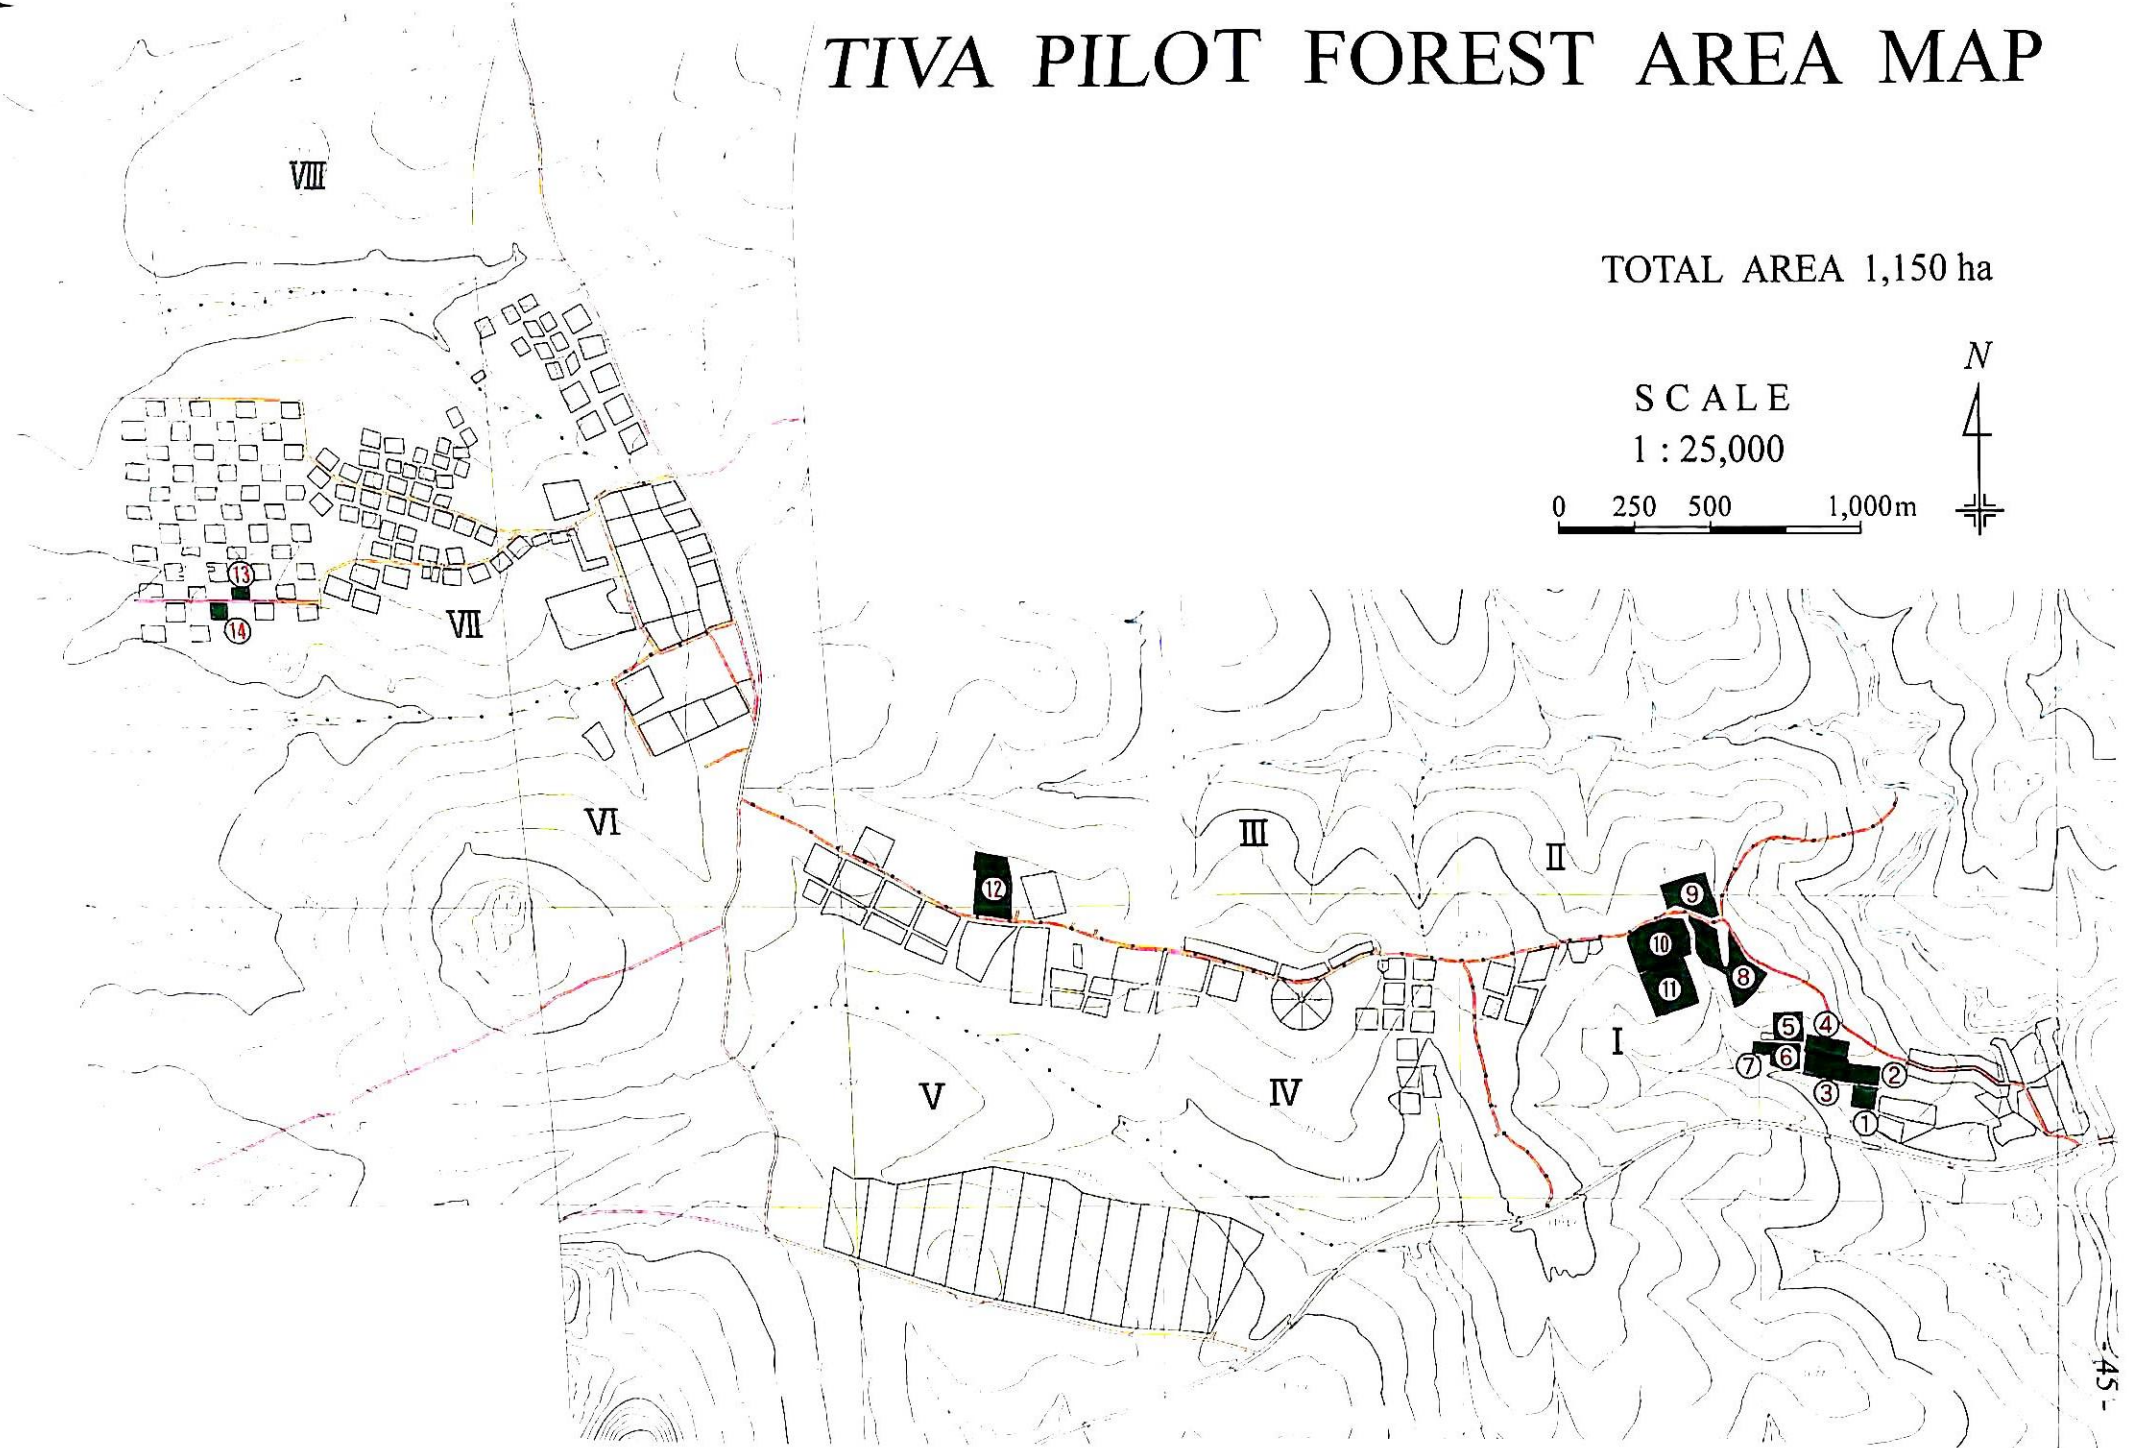 TIVA PILOT FOREST AREA MAP
TOTAL AREA 1,150 ha
N
SCALE
1 : 25,000
0 250 500 1,000m
VIII
VII
VI
V
IV
III
II
I
13
14
12
9
10
11
8
5
4
7
6
2
3
1
- 45 -